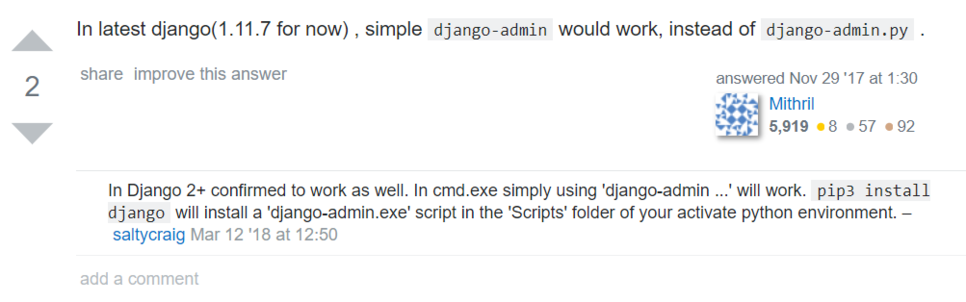 In latest django(1.11.7 for now) , simple django-admin would work, instead of django-admin.py .
share improve this answer
2
answered Nov 29 '17 at 1:30
Mithril
5,919 8 57 92
In Django 2+ confirmed to work as well. In cmd.exe simply using 'django-admin ...' will work. pip3 install
django will install a 'django-admin.exe' script in the 'Scripts' folder of your activate python environment. –
saltycraig Mar 12 '18 at 12:50
add a comment